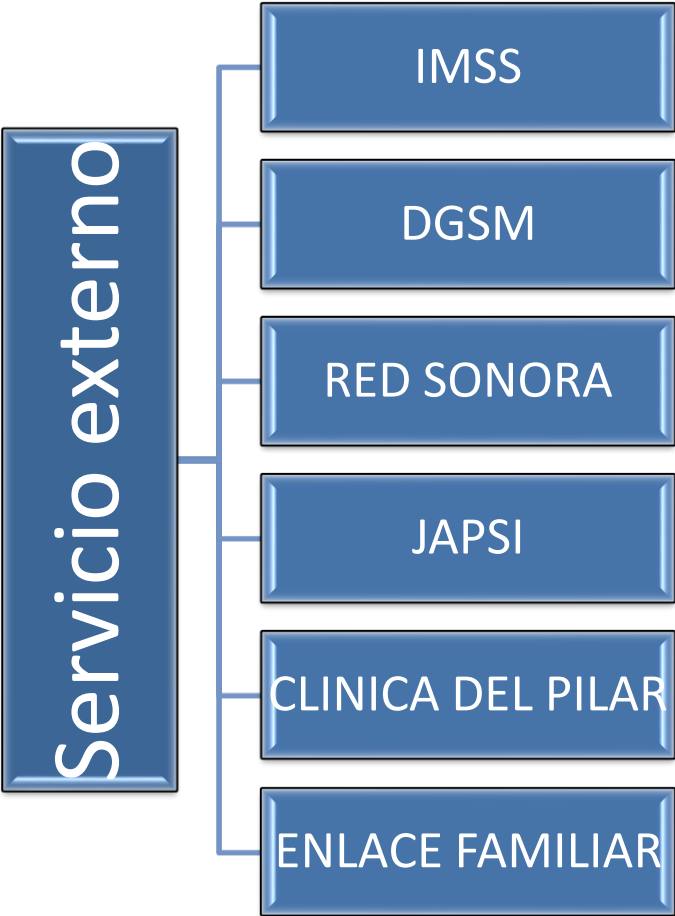 Servicio externo
IMSS
DGSM
RED SONORA
JAPSI
CLINICA DEL PILAR
ENLACE FAMILIAR